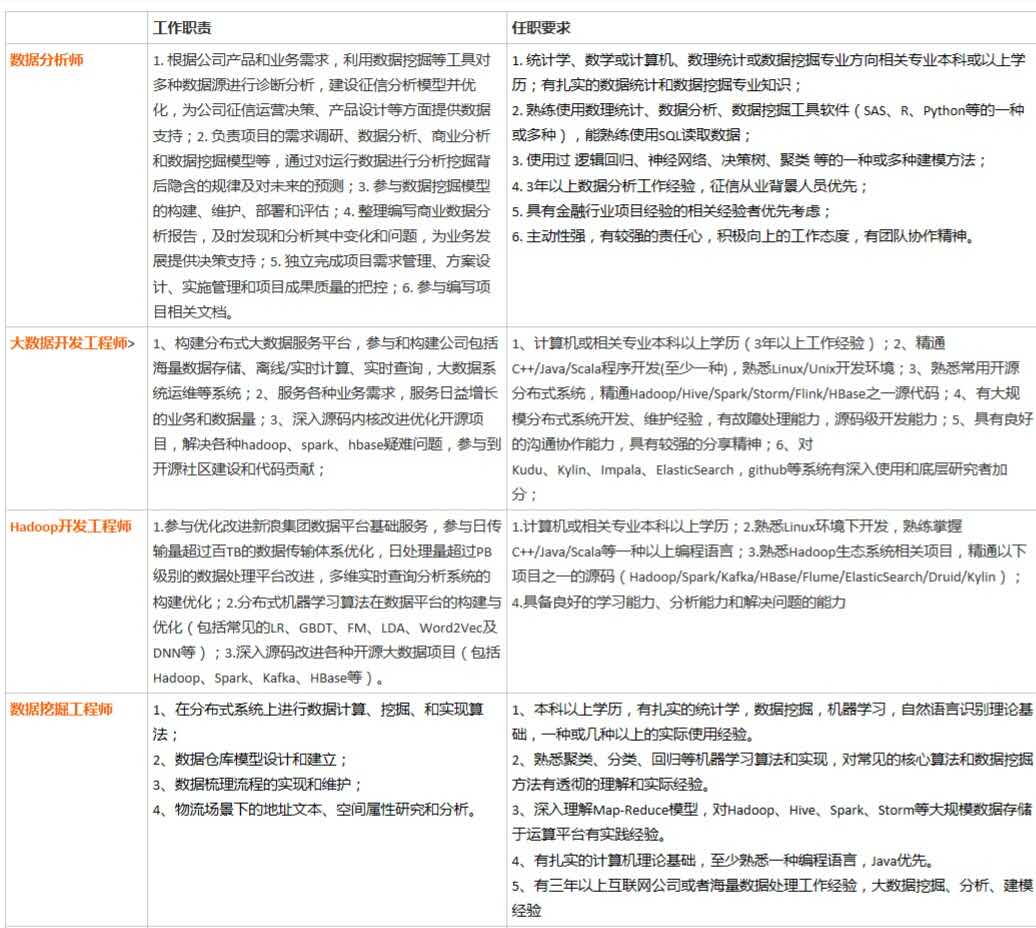 工作职责
任职要求
数据分析师
1. 根据公司产品和业务需求，利用数据挖掘等工具对
多种数据源进行诊断分析，建设征信分析模型并优
化，为公司征信运营决策、产品设计等方面提供数据
支持；2. 负责项目的需求调研、数据分析、商业分析
和数据挖掘模型等，通过对运行数据进行分析挖掘背
后隐含的规律及对未来的预测；3. 参与数据挖掘模型
的构建、维护、部署和评估；4. 整理编写商业数据分
析报告，及时发现和分析其中变化和问题，为业务发
展提供决策支持；5. 独立完成项目需求管理、方案设
计、实施管理和项目成果质量的把控；6. 参与编写项
目相关文档。
1. 统计学、数学或计算机、数理统计或数据挖掘专业方向相关专业本科或以上学
历；有扎实的数据统计和数据挖掘专业知识；
2. 熟练使用数理统计、数据分析、数据挖掘工具软件（SAS、R、Python等的一种
或多种），能熟练使用SQL读取数据；
3. 使用过 逻辑回归、神经网络、决策树、聚类 等的一种或多种建模方法；
4. 3年以上数据分析工作经验，征信从业背景人员优先；
5. 具有金融行业项目经验的相关经验者优先考虑；
6. 主动性强，有较强的责任心，积极向上的工作态度，有团队协作精神。
大数据开发工程师>
1、构建分布式大数据服务平台，参与和构建公司包括
海量数据存储、离线/实时计算、实时查询，大数据系
统运维等系统；2、服务各种业务需求，服务日益增长
的业务和数据量；3、深入源码内核改进优化开源项
目，解决各种hadoop、spark、hbase疑难问题，参与到
开源社区建设和代码贡献；
1、计算机或相关专业本科以上学历（3年以上工作经验）；2、精通
C++/Java/Scala程序开发(至少一种)，熟悉Linux/Unix开发环境；3、熟悉常用开源
分布式系统，精通Hadoop/Hive/Spark/Storm/Flink/HBase之一源代码；4、有大规
模分布式系统开发、维护经验，有故障处理能力，源码级开发能力；5、具有良好
的沟通协作能力，具有较强的分享精神；6、对
Kudu、Kylin、Impala、ElasticSearch，github等系统有深入使用和底层研究者加
分；
Hadoop开发工程师
1.参与优化改进新浪集团数据平台基础服务，参与日传
输量超过百TB的数据传输体系优化，日处理量超过PB
级别的数据处理平台改进，多维实时查询分析系统的
构建优化；2.分布式机器学习算法在数据平台的构建与
优化（包括常见的LR、GBDT、FM、LDA、Word2Vec及
DNN等）；3.深入源码改进各种开源大数据项目（包括
Hadoop、Spark、Kafka、HBase等）。
1.计算机或相关专业本科以上学历；2.熟悉Linux环境下开发，熟练掌握
C++/Java/Scala等一种以上编程语言；3.熟悉Hadoop生态系统相关项目，精通以下
项目之一的源码（Hadoop/Spark/Kafka/HBase/Flume/ElasticSearch/Druid/Kylin）；
4.具备良好的学习能力、分析能力和解决问题的能力
数据挖掘工程师
1、在分布式系统上进行数据计算、挖掘、和实现算
法；
2、数据仓库模型设计和建立；
3、数据梳理流程的实现和维护；
4、物流场景下的地址文本、空间属性研究和分析。
1、本科以上学历，有扎实的统计学，数据挖掘，机器学习，自然语言识别理论基
础，一种或几种以上的实际使用经验。
2、熟悉聚类、分类、回归等机器学习算法和实现，对常见的核心算法和数据挖掘
方法有透彻的理解和实际经验。
3、深入理解Map-Reduce模型，对Hadoop、Hive、Spark、Storm等大规模数据存储
于运算平台有实践经验。
4、有扎实的计算机理论基础，至少熟悉一种编程语言，Java优先。
5、有三年以上互联网公司或者海量数据处理工作经验，大数据挖掘、分析、建模
经验